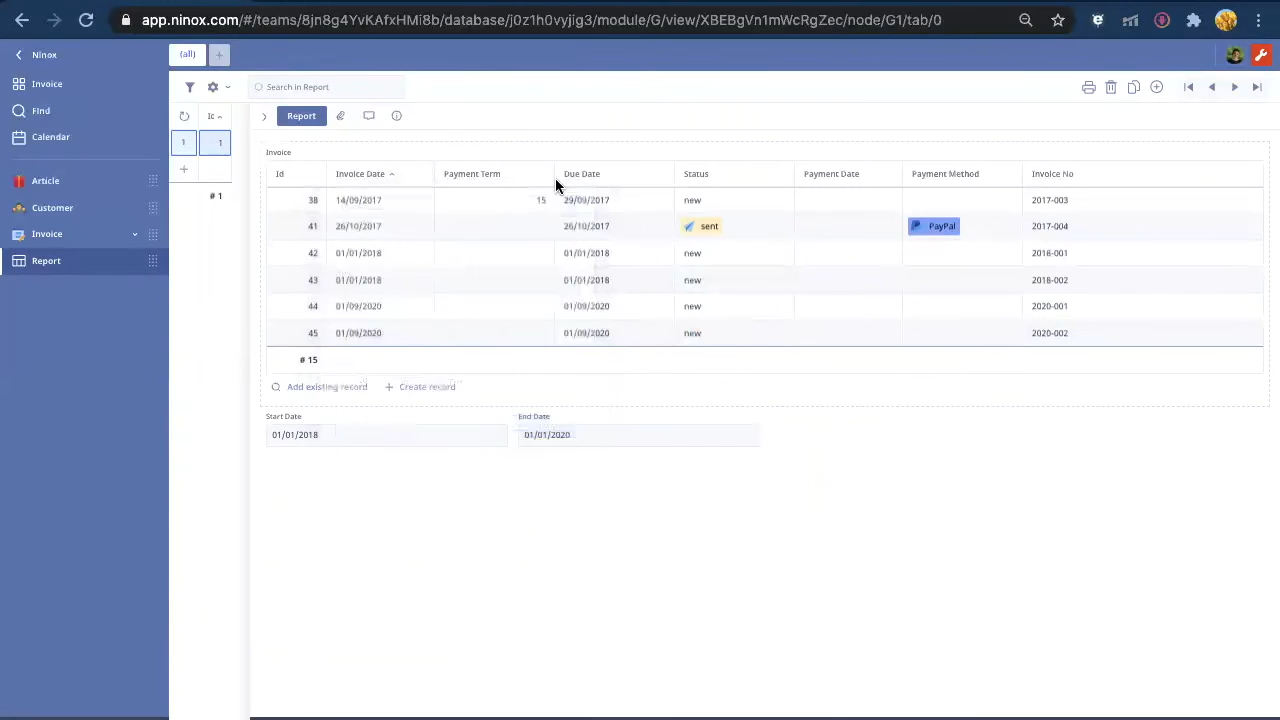 app.ninox.com/#/teams/8jn8g4YvKAfxHMi8b/database/j0z1h0vyjig3/module/G/view/XBEBgVn1mWcRgZec/node/G1/tab/0
Ninox
(all)
+
Invoice
Find
Calendar
Article
Customer
Invoice
Report
Search in Report
Id
1 1
+
# 1
Report
Invoice
Id Invoice Date Payment Term Due Date Status Payment Date Payment Method Invoice No
38 14/09/2017 15 29/09/2017 new 2017-003
41 26/10/2017 26/10/2017 sent PayPal 2017-004
42 01/01/2018 01/01/2018 new 2018-001
43 01/01/2018 01/01/2018 new 2018-002
44 01/09/2020 01/09/2020 new 2020-001
45 01/09/2020 01/09/2020 new 2020-002
# 15
Add existing record + Create record
Start Date End Date
01/01/2018 01/01/2020